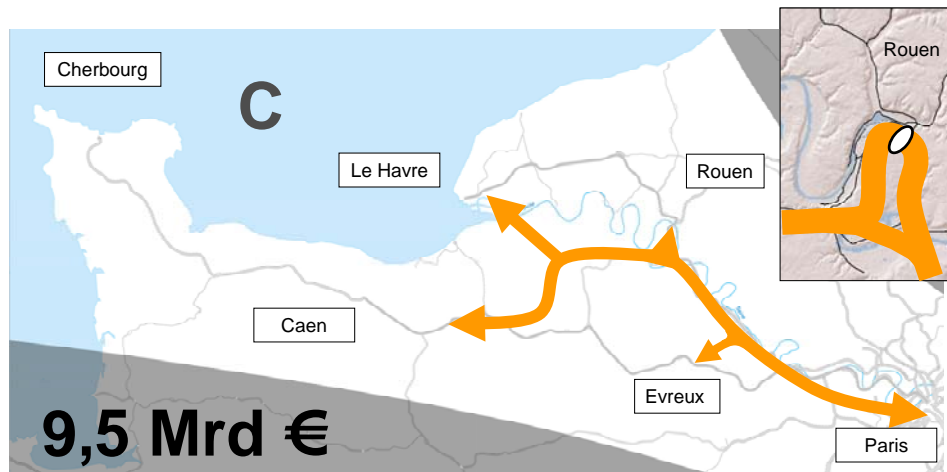 Cherbourg
C
Rouen
Le Havre
Rouen
Caen
Evreux
9,5 Mrd €
Paris